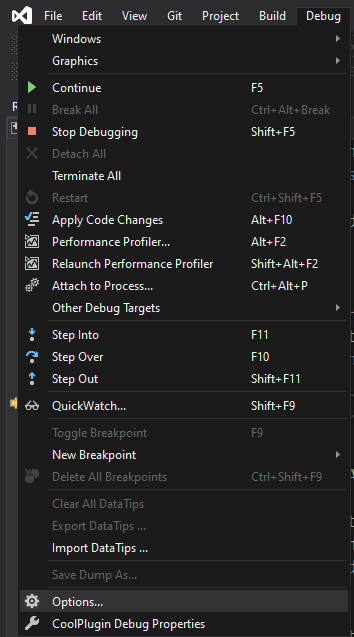 File Edit View Git Project Build Debug
Windows
Graphics
Continue F5
Break All Ctrl+Alt+Break
Stop Debugging Shift+F5
Detach All
Terminate All
Restart Ctrl+Shift+F5
Apply Code Changes Alt+F10
Performance Profiler... Alt+F2
Relaunch Performance Profiler Shift+Alt+F2
Attach to Process... Ctrl+Alt+P
Other Debug Targets
Step Into F11
Step Over F10
Step Out Shift+F11
QuickWatch... Shift+F9
Toggle Breakpoint F9
New Breakpoint
Delete All Breakpoints Ctrl+Shift+F9
Clear All DataTips
Export DataTips ...
Import DataTips ...
Save Dump As...
Options...
CoolPlugin Debug Properties